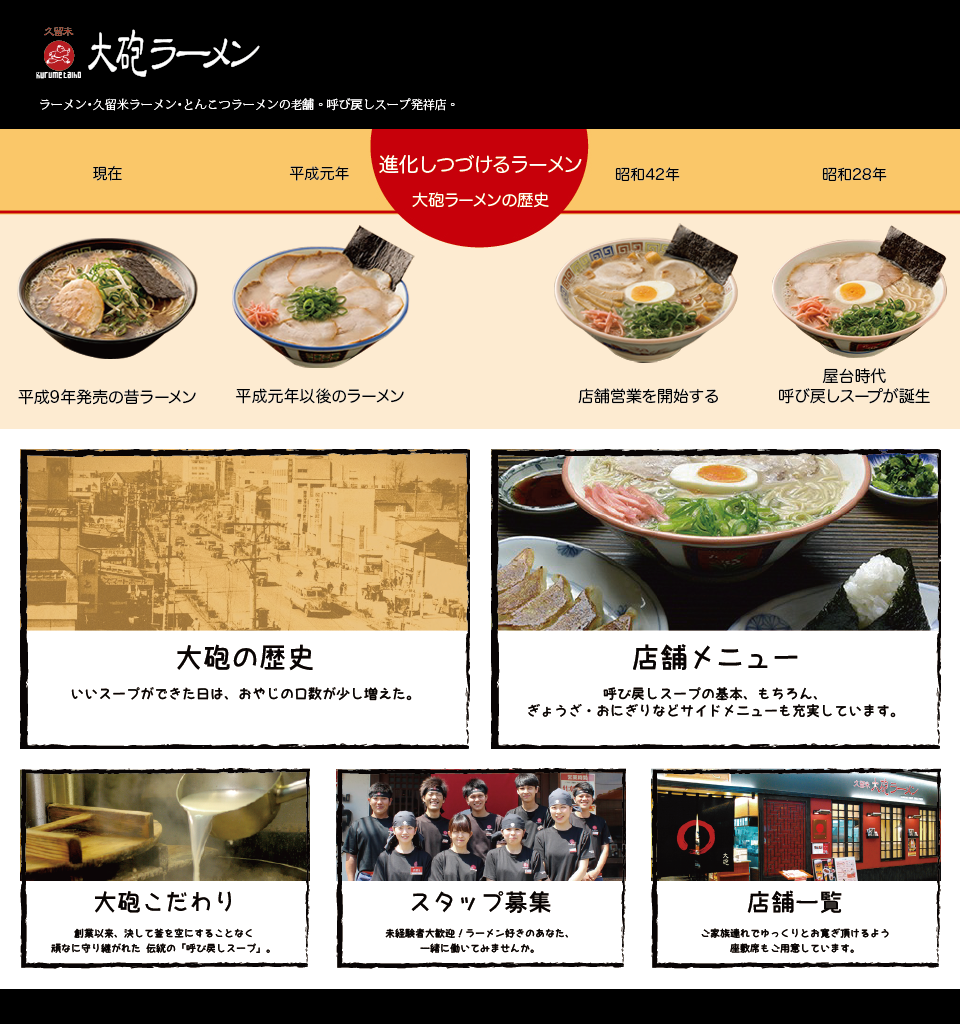 久留米
大砲ラーメン
kurume taiho
ラーメン･久留米ラーメン･とんこつラーメンの老舗。呼び戻しスープ発祥店。
現在
平成元年
進化しつづけるラーメン
大砲ラーメンの歴史
昭和42年
昭和28年
平成9年発売の昔ラーメン
平成元年以後のラーメン
店舗営業を開始する
屋台時代
呼び戻しスープが誕生
大砲の歴史
いいスープができた日は、おやじの口数が少し増えた。
店舗メニュー
呼び戻しスープの基本、もちろん、
ぎょうざ・おにぎりなどサイドメニューも充実しています。
大砲こだわり
創業以来、決して釜を空にすることなく
頑なに守り継がれた 伝統の「呼び戻しスープ」。
スタッフ募集
未経験者大歓迎！ラーメン好きのあなた、
一緒に働いてみませんか。
久留米 大砲ラーメン
大砲
店舗一覧
ご家族連れでゆっくりとお寛ぎ頂けるよう
座敷席もご用意しています。